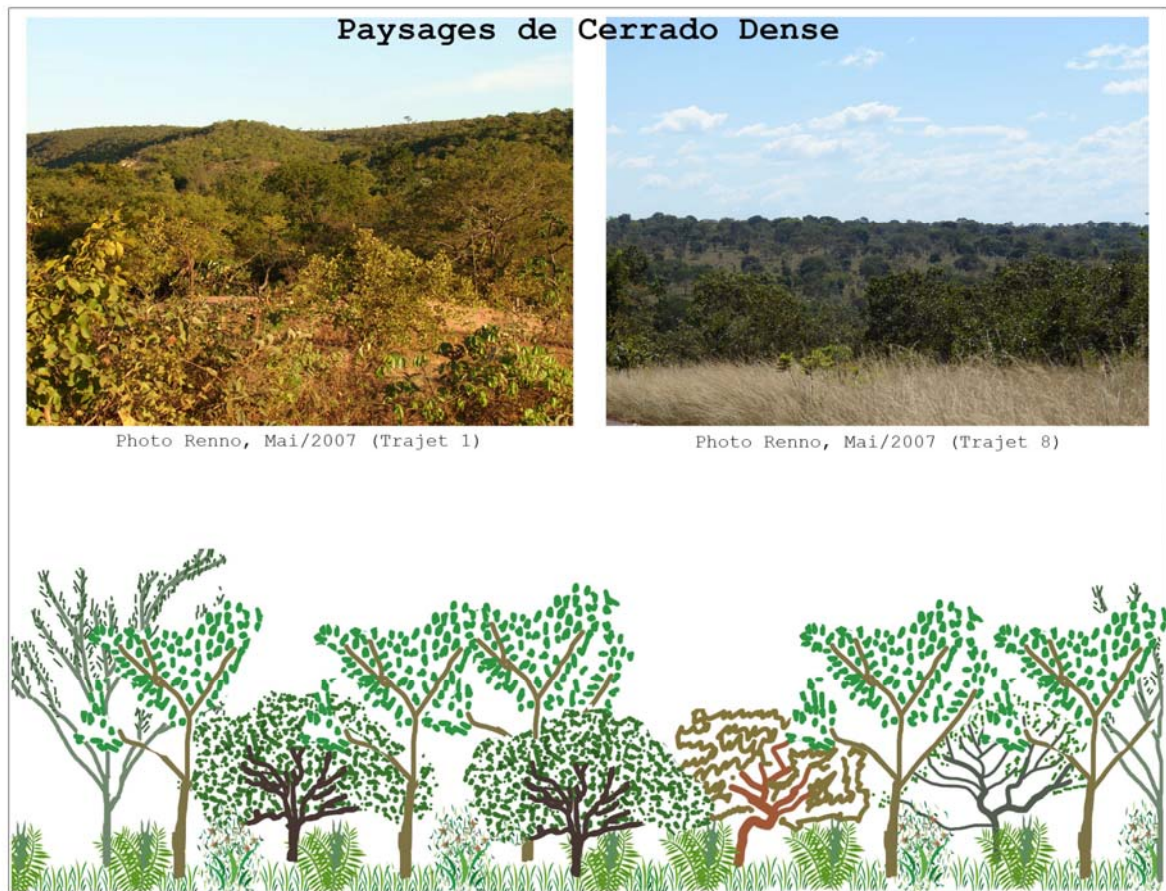 Paysages de Cerrado Dense
Photo Renno, Mai/2007 (Trajet 1)
Photo Renno, Mai/2007 (Trajet 8)